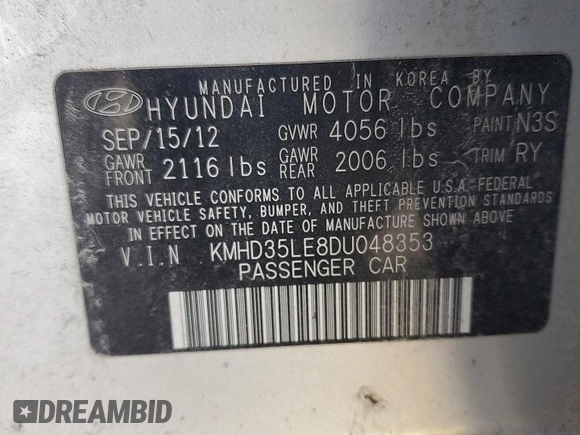 MANUFACTURED IN KOREA BY
HYUNDAI MOTOR COMPANY
SEP/15/12 GVWR 4056 lbs PAINT N3S
GAWR FRONT 2116 lbs GAWR REAR 2006 lbs TRIM RY
THIS VEHICLE CONFORMS TO ALL APPLICABLE U.S.A. FEDERAL
MOTOR VEHICLE SAFETY, BUMPER, AND THEFT PREVENTION STANDARDS
IN EFFECT ON THE DATE OF MANUFACTURE SHOWN ABOVE.
V.I.N KMHD35LE8DU048353
PASSENGER CAR
DREAMBID